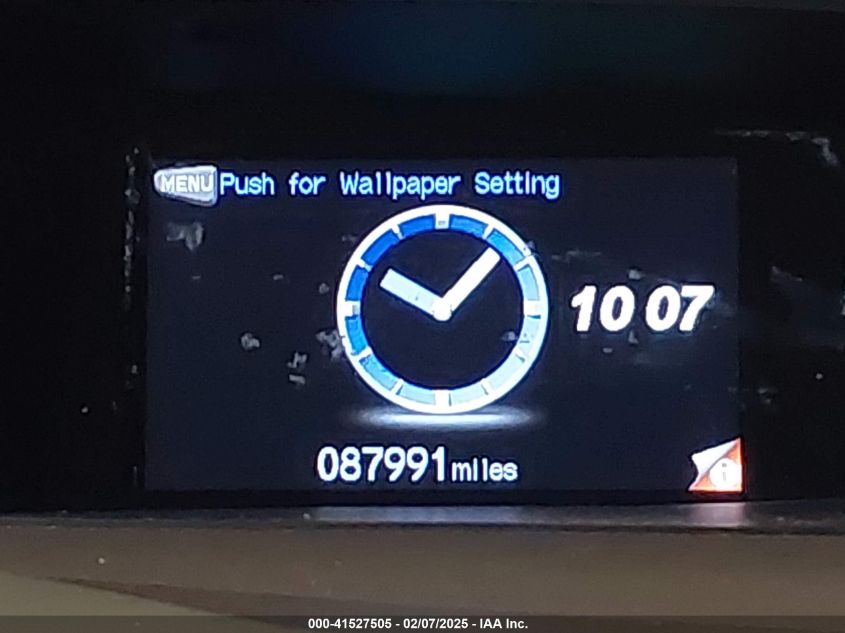 MENU Push for Wallpaper Setting
10 07
087991 miles
i
000-41527505 - 02/07/2025 - IAA Inc.